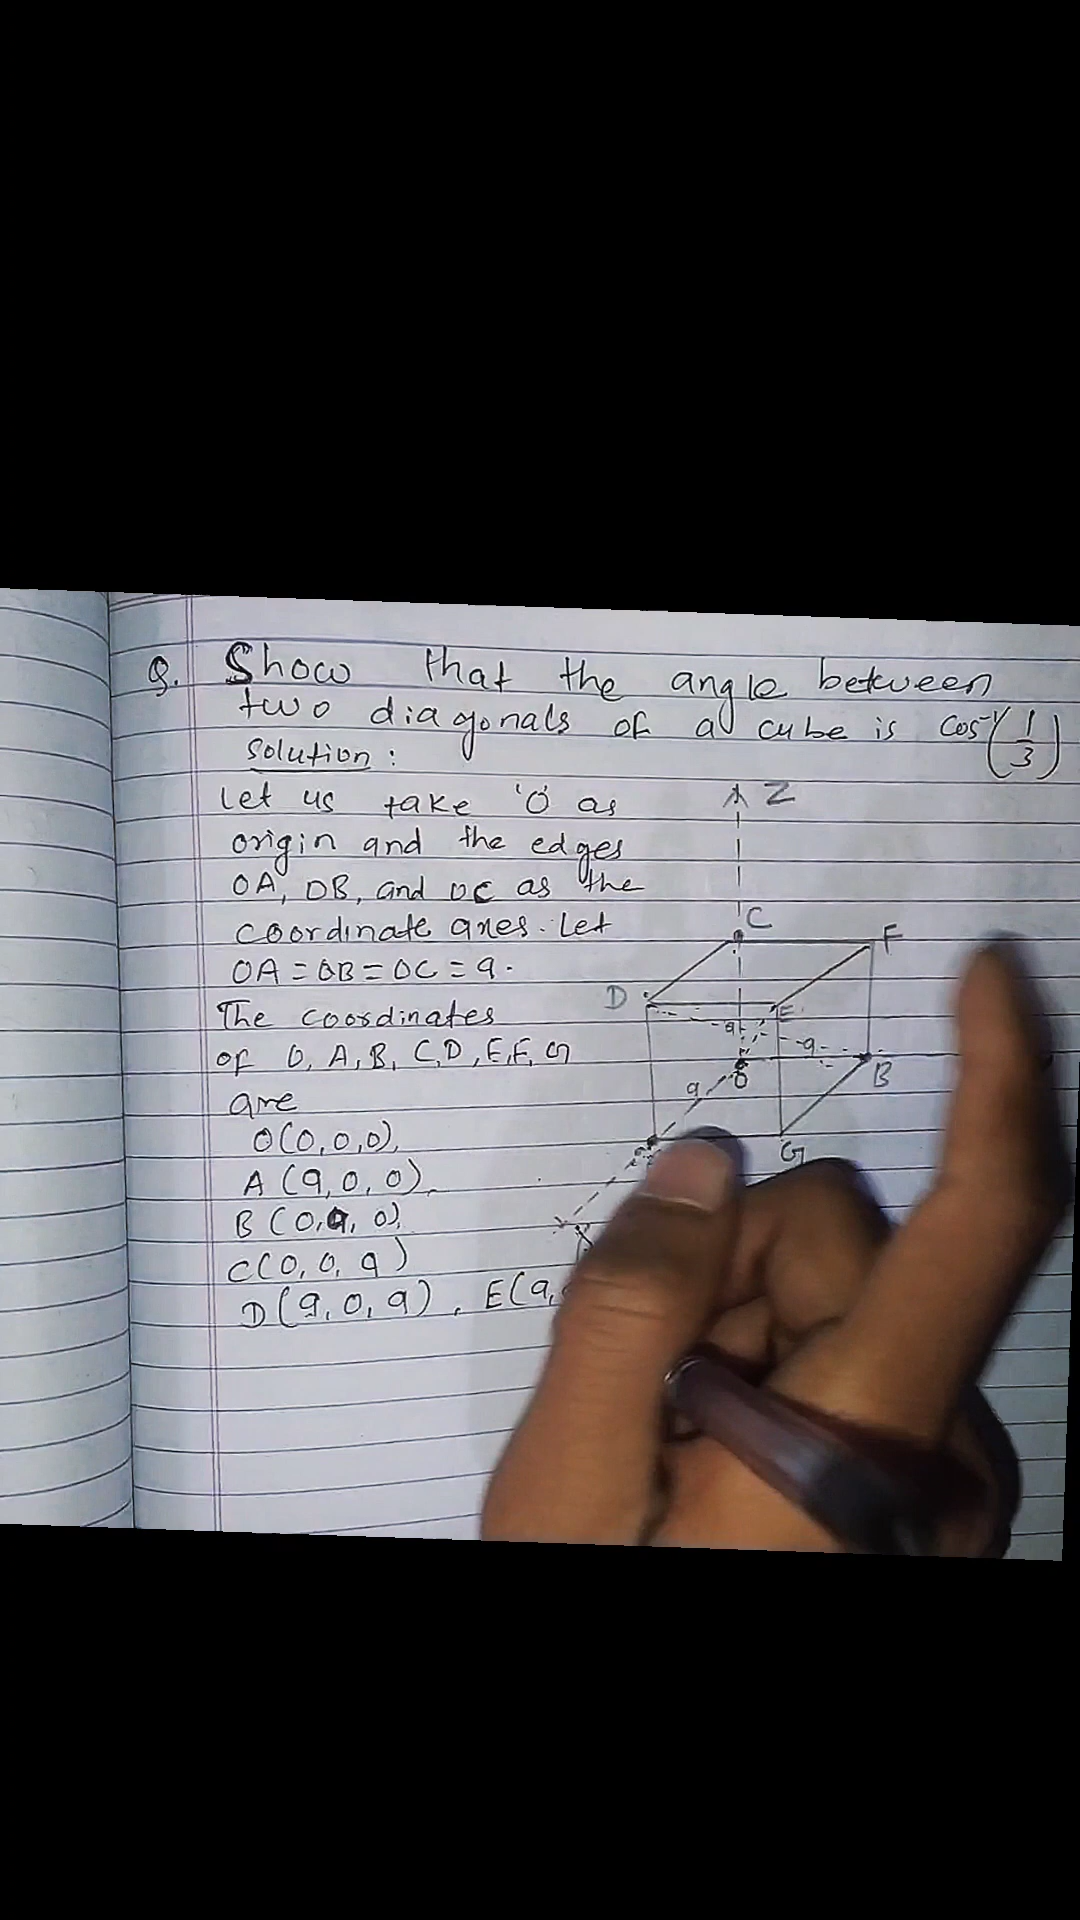 Q. Show that the angle between
two diagonals of a cube is cos⁻¹(1/3)
Solution:
Let us take 'O' as
origin and the edges
OA, OB, and OC as the
coordinate axes. Let
OA = OB = OC = a.
The coordinates
of O, A, B, C, D, E, F, G
are
O(0,0,0),
A (a, 0, 0),
B (0, a, 0),
C(0, 0, a)
D(a, 0, a), E(a,
Z
C
F
D
E
a
a
B
O
a
G
X